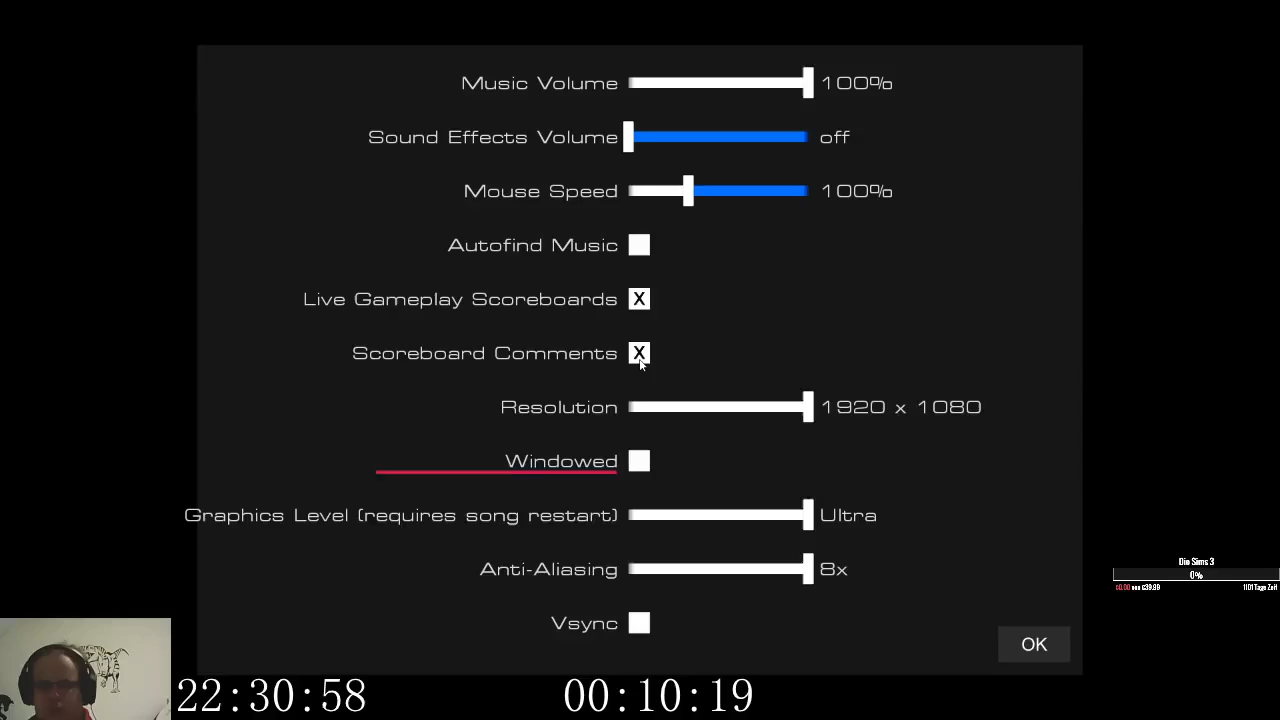 Music Volume 100%
Sound Effects Volume off
Mouse Speed 100%
Autofind Music
Live Gameplay Scoreboards X
Scoreboard Comments X
Resolution 1920 x 1080
Windowed
Graphics Level (requires song restart) Ultra
Anti-Aliasing 8x
Vsync
OK
Die Sims 3
0%
22:30:58 00:10:19